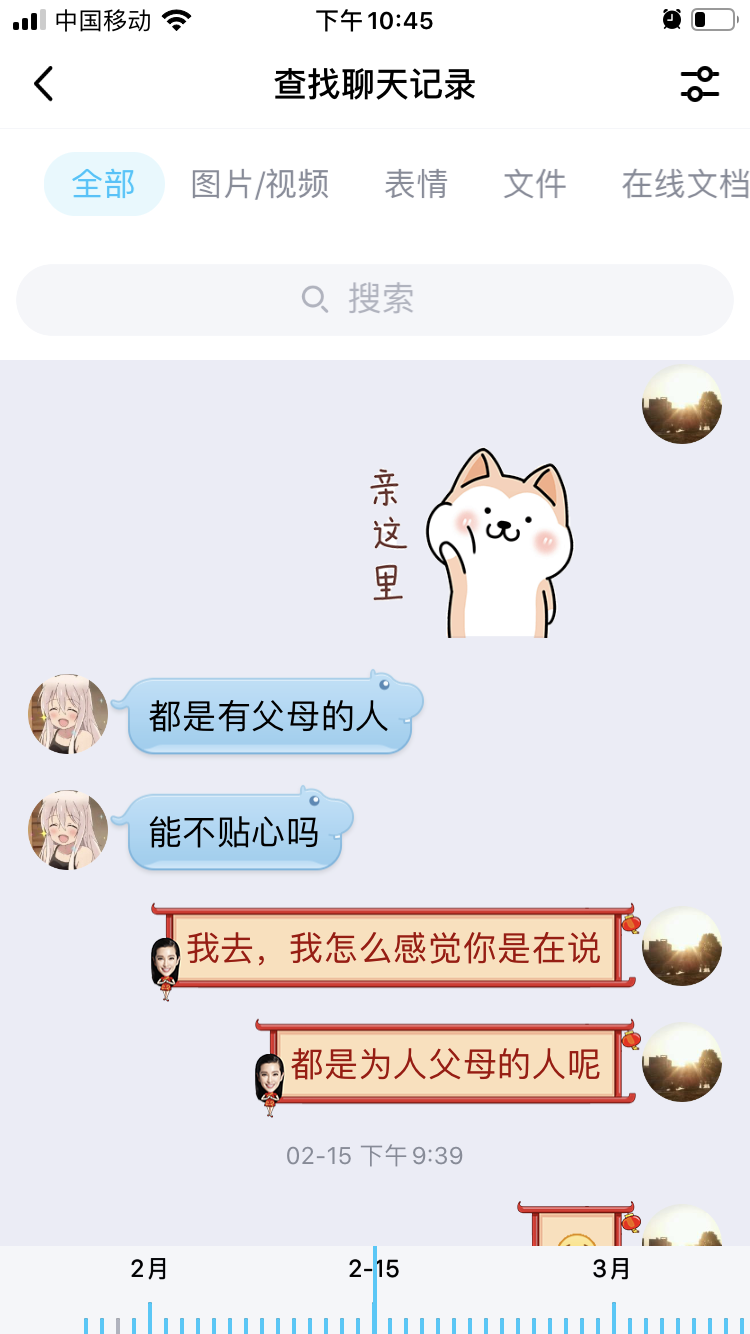 中国移动
下午10:45
查找聊天记录
全部
图片/视频
表情
文件
在线文档
搜索
亲这里
都是有父母的人
能不贴心吗
我去，我怎么感觉你是在说
都是为人父母的人呢
02-15 下午9:39
2月
2-15
3月